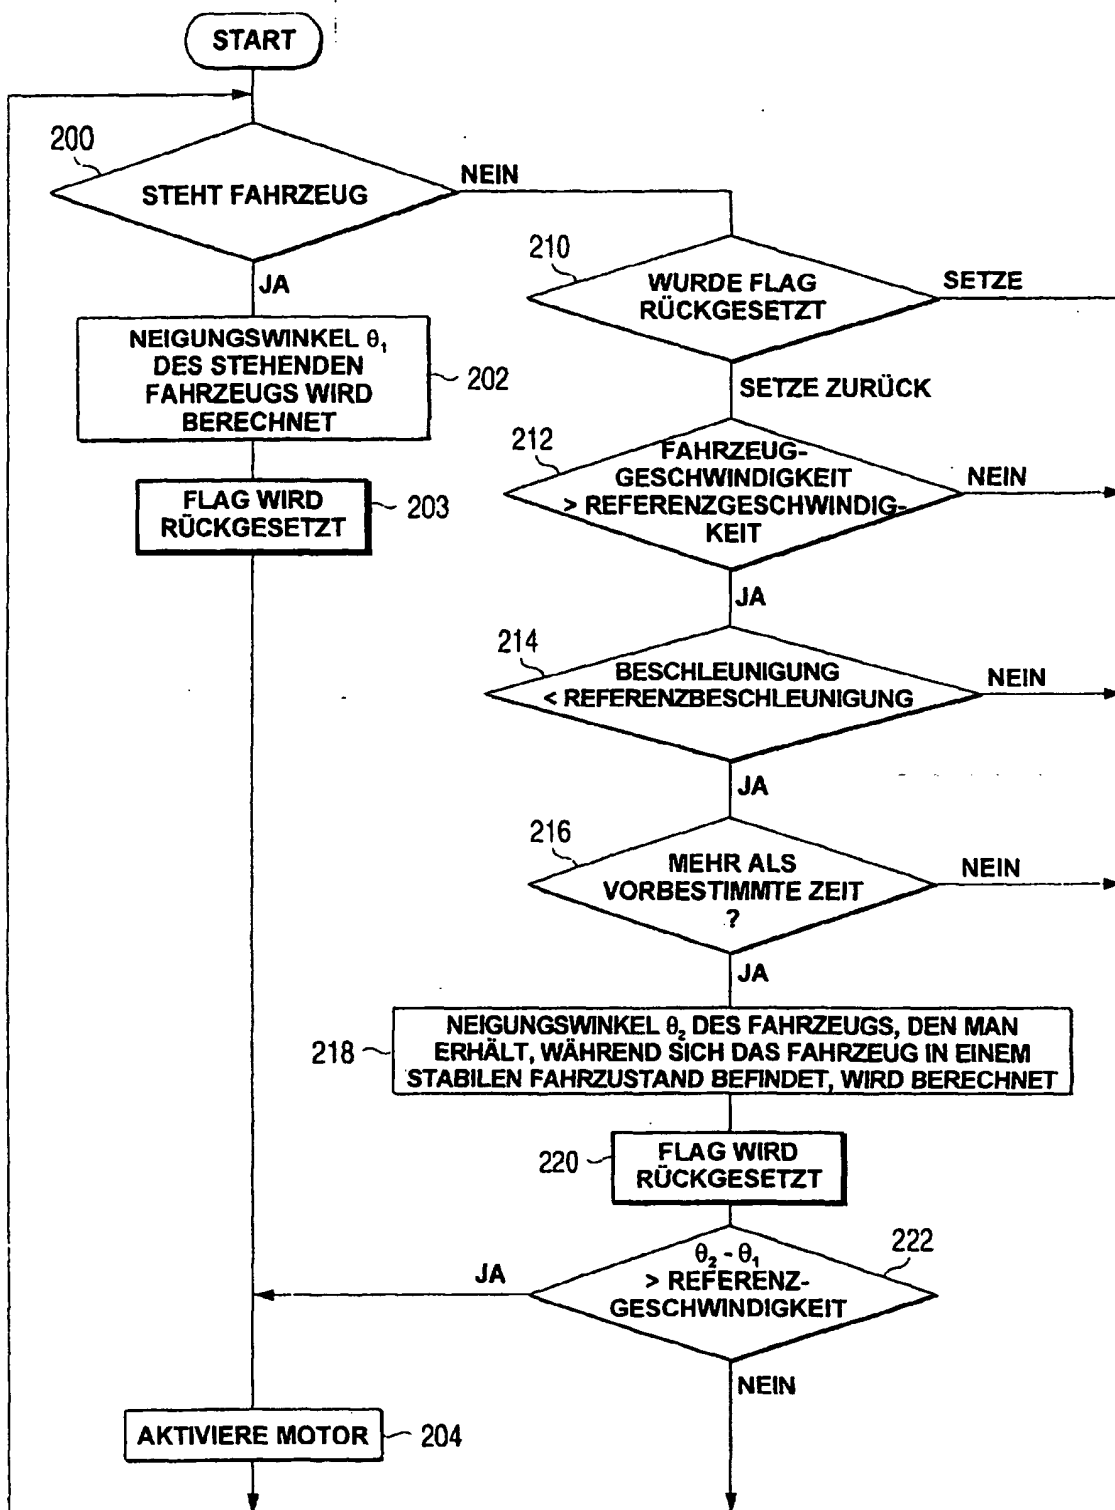 START
200
STEHT FAHRZEUG
NEIN
JA
NEIGUNGSWINKEL θ₁
DES STEHENDEN
FAHRZEUGS WIRD
BERECHNET
202
FLAG WIRD
RÜCKGESETZT
203
210
WURDE FLAG
RÜCKGESETZT
SETZE
SETZE ZURÜCK
212
FAHRZEUG-
GESCHWINDIGKEIT
> REFERENZGESCHWINDIG-
KEIT
NEIN
JA
214
BESCHLEUNIGUNG
< REFERENZBESCHLEUNIGUNG
NEIN
JA
216
MEHR ALS
VORBESTIMMTE ZEIT
?
NEIN
JA
218
NEIGUNGSWINKEL θ₂ DES FAHRZEUGS, DEN MAN
ERHÄLT, WÄHREND SICH DAS FAHRZEUG IN EINEM
STABILEN FAHRZUSTAND BEFINDET, WIRD BERECHNET
220
FLAG WIRD
RÜCKGESETZT
222
θ₂ - θ₁
> REFERENZ-
GESCHWINDIGKEIT
JA
NEIN
AKTIVIERE MOTOR
204